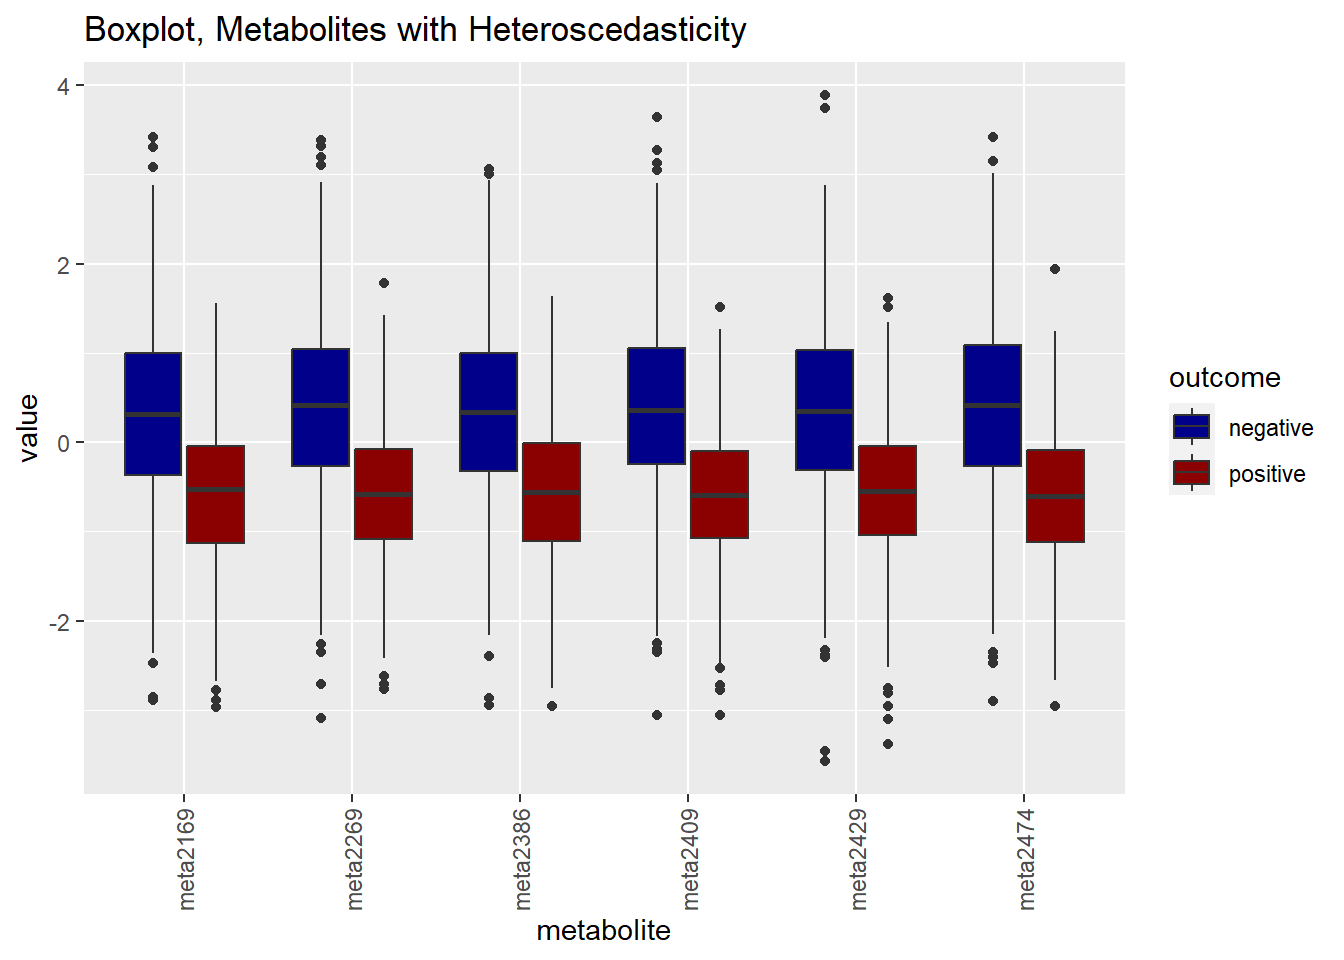 Boxplot, Metabolites with Heteroscedasticity
value
4
2
0
-2
meta2169
meta2269
meta2386
meta2409
meta2429
meta2474
metabolite
outcome
negative
positive